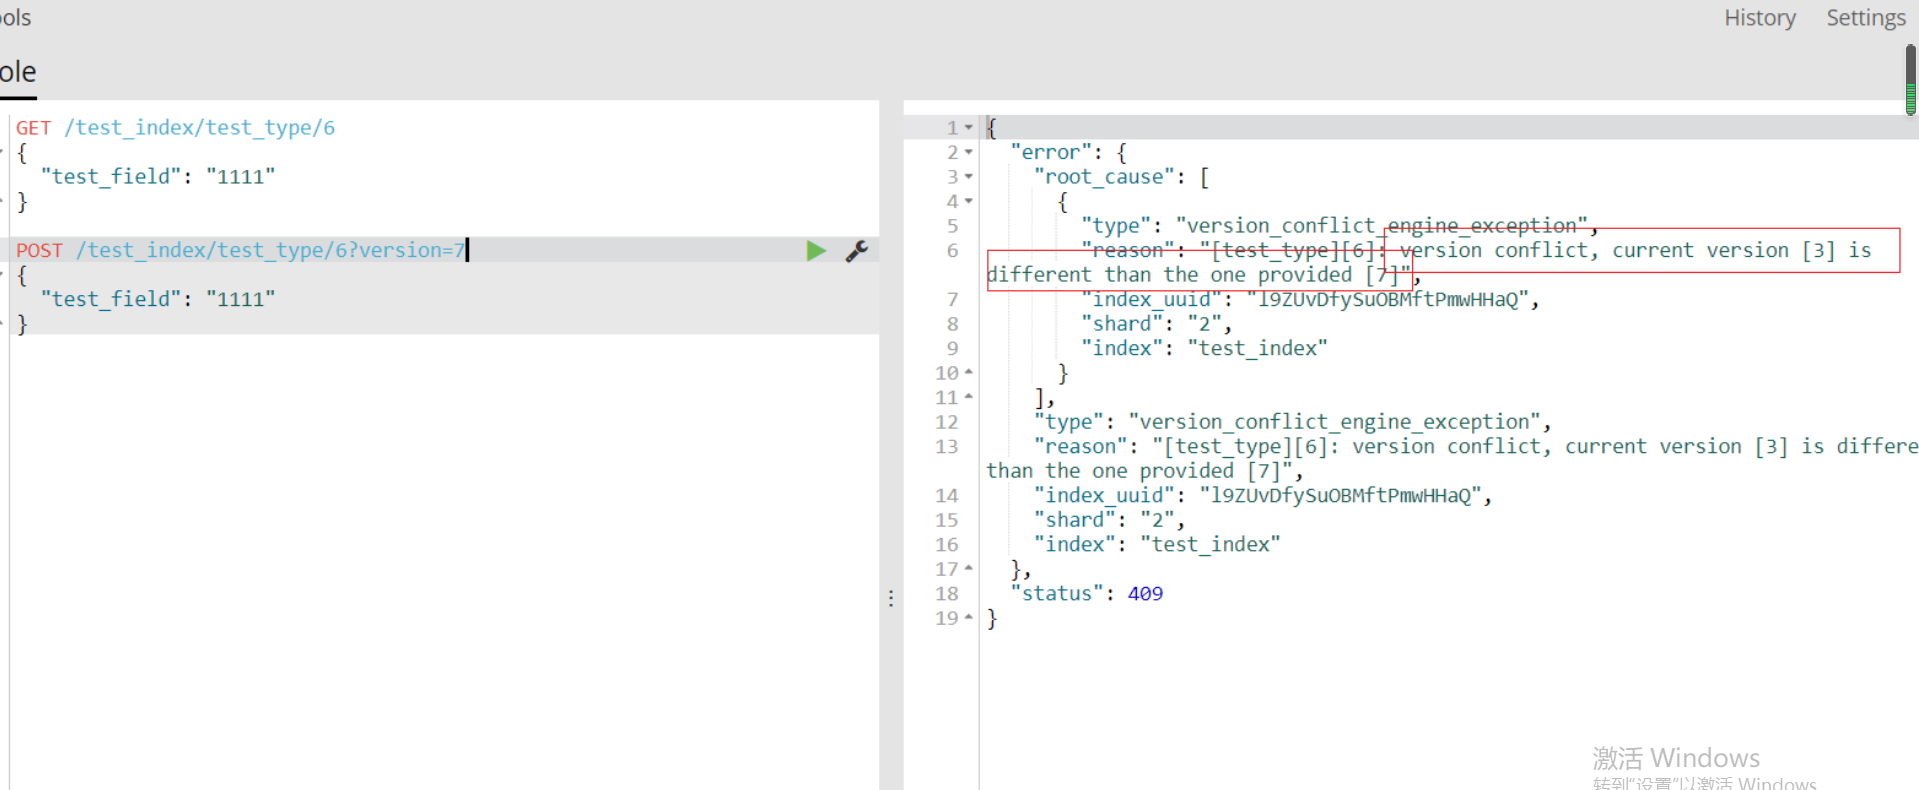 ols
History Settings
ole
GET /test_index/test_type/6
{
"test_field": "1111"
}
POST /test_index/test_type/6?version=7
{
"test_field": "1111"
}
1 {
2 "error": {
3 "root_cause": [
4 {
5 "type": "version_conflict_engine_exception",
6 "reason": "[test_type][6]: version conflict, current version [3] is
different than the one provided [7]",
7 "index_uuid": "l9ZUvDfySuOBMftPmwHHaQ",
8 "shard": "2",
9 "index": "test_index"
10 }
11 ],
12 "type": "version_conflict_engine_exception",
13 "reason": "[test_type][6]: version conflict, current version [3] is differe
than the one provided [7]",
14 "index_uuid": "l9ZUvDfySuOBMftPmwHHaQ",
15 "shard": "2",
16 "index": "test_index"
17 },
18 "status": 409
19 }
激活 Windows
转到"设置"以激活 Windows